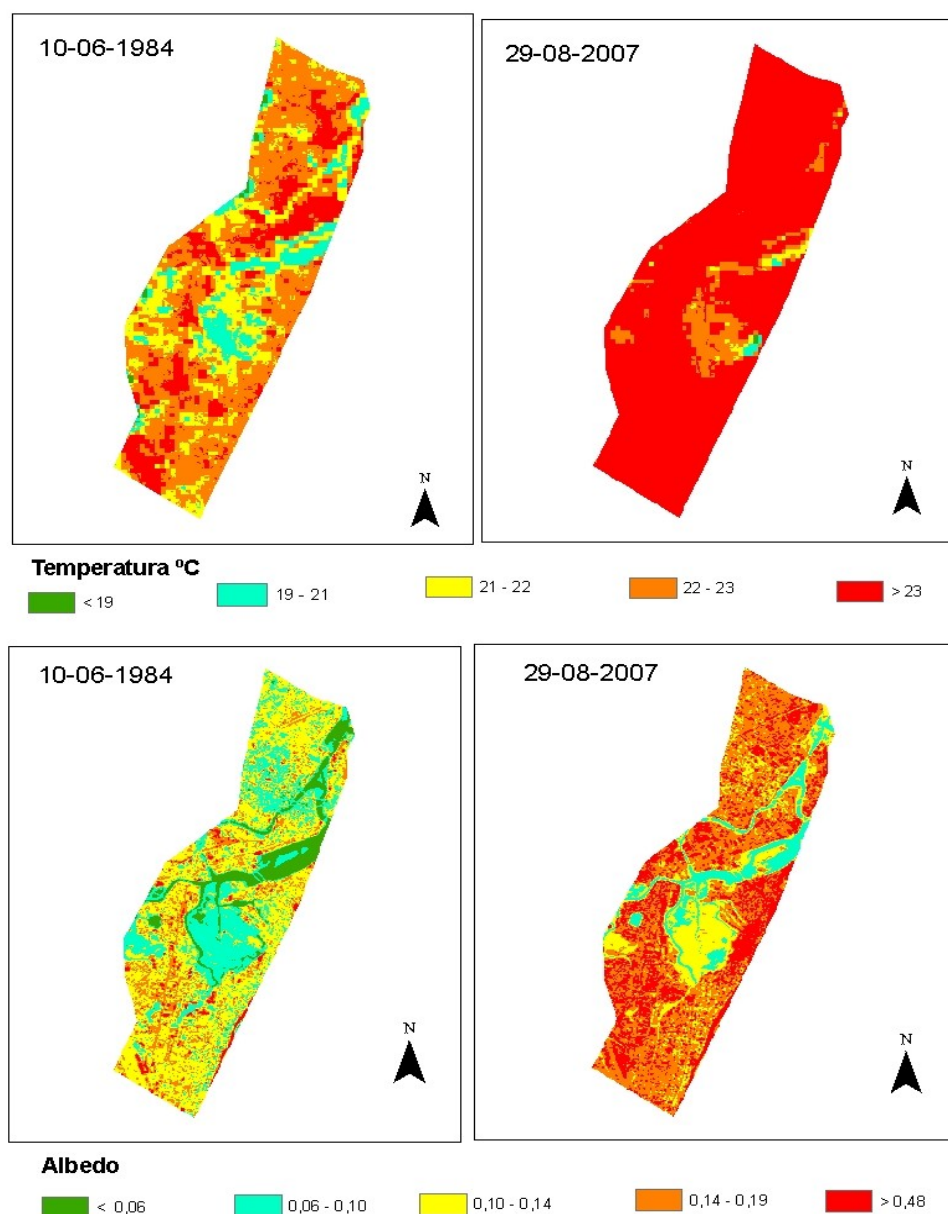 10-06-1984
29-08-2007
N
N
Temperatura ºC
< 19
19 - 21
21 - 22
22 - 23
> 23
10-06-1984
29-08-2007
N
N
Albedo
< 0,06
0,06 - 0,10
0,10 - 0,14
0,14 - 0,19
> 0,48